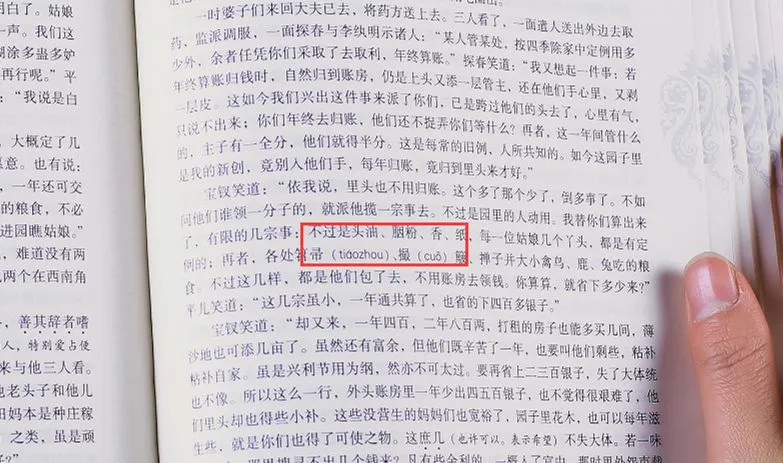 明白了。姑娘
一声。我们这
糊涂多蛊多妒
再行呢。”平
：“我说是白
、大概定了几
愿意。也有说：
，一年还可交
的粮食，不必
进园瞧姑娘。”
，难道没有两
两个在西南角
，善其辞者嗜
，特别爱占便
来与他三人看。
老头子和他儿
田妈本是种庄稼
之类，虽是顽
一时婆子们来回大夫已去，将药方送上去。三人看了，一面遣人送出外边去取
药、监派调服，一面探春与李纨明示诸人：“某人管某处，按四季除家中定例用多
少外，余者任凭你们采取了去取利，年终算账。”探春笑道：“我又想起一件事：若
年终算账归钱时，自然归到账房，仍是上头又添一层管主，还在他们手心里，又剥
一层皮。这如今我们兴出这件事来派了你们，已是跨过他们的头去了，心里有气，
只说不出来；你们年终去归账，他们还不捉弄你们等什么？再者，这一年间管什么
的，主子有一全分，他们就得半分。这是每常的旧例，人所共知的。如今这园子里
是我的新创，竟别入他们手，每年归账，竟归到里头来才好。”
宝钗笑道：“依我说，里头也不用归账。这个多了那个少了，倒多事了。不如
问他们谁领一分子的，就派他揽一宗事去。不过是园里的人动用。我替你们算出来
了，有限的几宗事：不过是头油、胭粉、香、纸，每一位姑娘几个丫头，都是有定
例的；再者，各处笤帚（tiáozhou）、撮（cuō）簸、掸子并大小禽鸟、鹿、兔吃的粮
食。不过这几样，都是他们包了去，不用账房去领钱。你算算，就省下多少来？”
平儿笑道：“这几宗虽小，一年通共算了，也省的下四百多银子。”
宝钗笑道：“却又来，一年四百，二年八百两，打租的房子也能多买几间，薄
沙地也可添几亩了。虽然还有富余，但他们既辛苦了一年，也要叫他们剩些，粘补
粘补自家。虽是兴利节用为纲，然亦不可太过。要再省上二三百银子，失了大体统
也不像。所以这么一行，外头账房里一年少出四五百银子，也不觉得很艰难了，他
们里头却也得些小补。这些没营生的妈妈们也宽裕了，园子里花木，也可以每年滋
生些，就是你们也得了可使之物。这庶几（也许可以。表示希望）不失大体。若一味